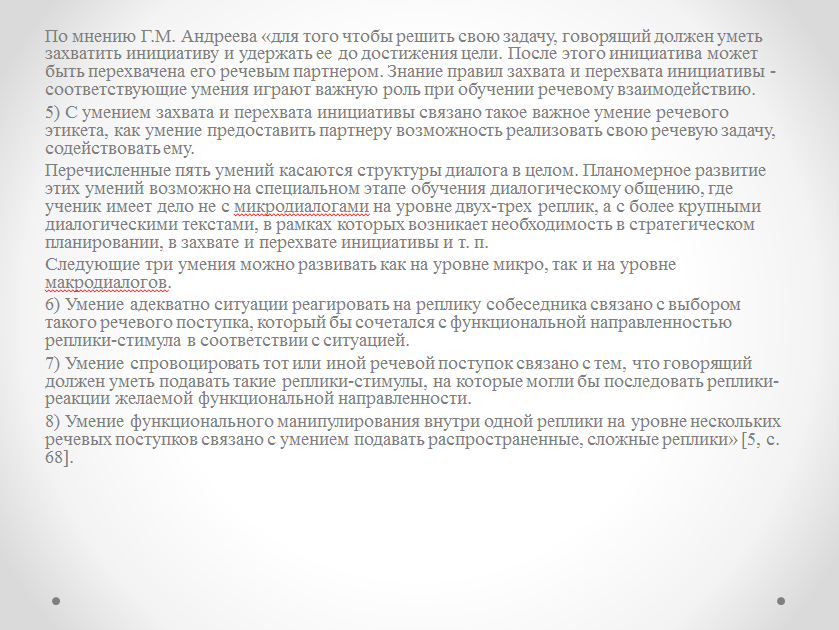 По мнению Г.М. Андреева «для того чтобы решить свою задачу, говорящий должен уметь
захватить инициативу и удержать ее до достижения цели. После этого инициатива может
быть перехвачена его речевым партнером. Знание правил захвата и перехвата инициативы -
соответствующие умения играют важную роль при обучении речевому взаимодействию.
5) С умением захвата и перехвата инициативы связано такое важное умение речевого
этикета, как умение предоставить партнеру возможность реализовать свою речевую задачу,
содействовать ему.
Перечисленные пять умений касаются структуры диалога в целом. Планомерное развитие
этих умений возможно на специальном этапе обучения диалогическому общению, где
ученик имеет дело не с микродиалогами на уровне двух-трех реплик, а с более крупными
диалогическими текстами, в рамках которых возникает необходимость в стратегическом
планировании, в захвате и перехвате инициативы и т. п.
Следующие три умения можно развивать как на уровне микро, так и на уровне
макродиалогов.
6) Умение адекватно ситуации реагировать на реплику собеседника связано с выбором
такого речевого поступка, который бы сочетался с функциональной направленностью
реплики-стимула в соответствии с ситуацией.
7) Умение спровоцировать тот или иной речевой поступок связано с тем, что говорящий
должен уметь подавать такие реплики-стимулы, на которые могли бы последовать реплики-
реакции желаемой функциональной направленности.
8) Умение функционального манипулирования внутри одной реплики на уровне нескольких
речевых поступков связано с умением подавать распространенные, сложные реплики» [5, с.
68].